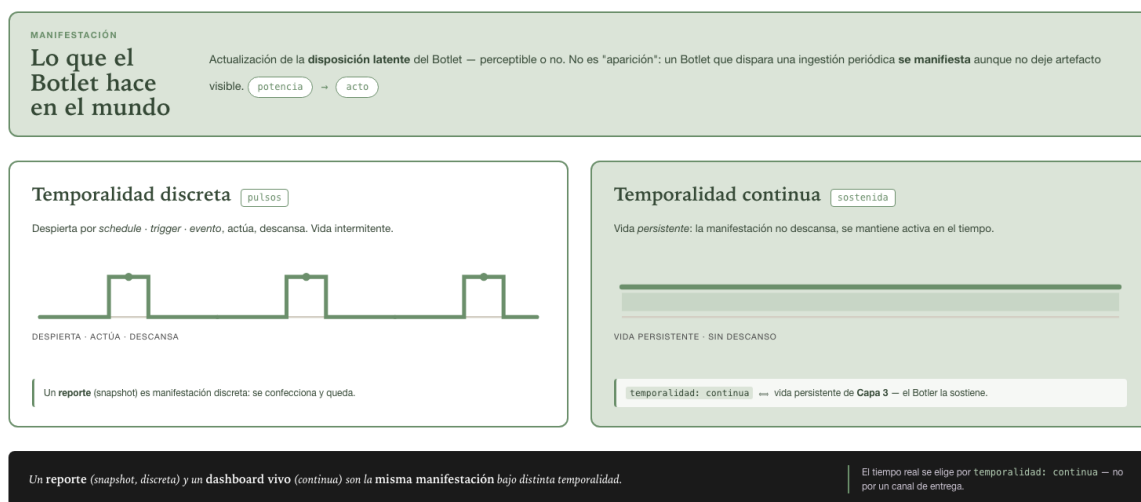 MANIFESTACIÓN
Lo que el
Botlet hace
en el mundo
Actualización de la disposición latente del Botlet — perceptible o no. No es "aparición": un Botlet que dispara una ingestión periódica se manifiesta aunque no deje artefacto
visible. potencia → acto
Temporalidad discreta pulsos
Despierta por schedule · trigger · evento, actúa, descansa. Vida intermitente.
DESPIERTA · ACTÚA · DESCANSA
Un reporte (snapshot) es manifestación discreta: se confecciona y queda.
Temporalidad continua sostenida
Vida persistente: la manifestación no descansa, se mantiene activa en el tiempo.
VIDA PERSISTENTE · SIN DESCANSO
temporalidad: continua ⟺ vida persistente de Capa 3 — el Botler la sostiene.
Un reporte (snapshot, discreta) y un dashboard vivo (continua) son la misma manifestación bajo distinta temporalidad.
El tiempo real se elige por temporalidad: continua — no
por un canal de entrega.